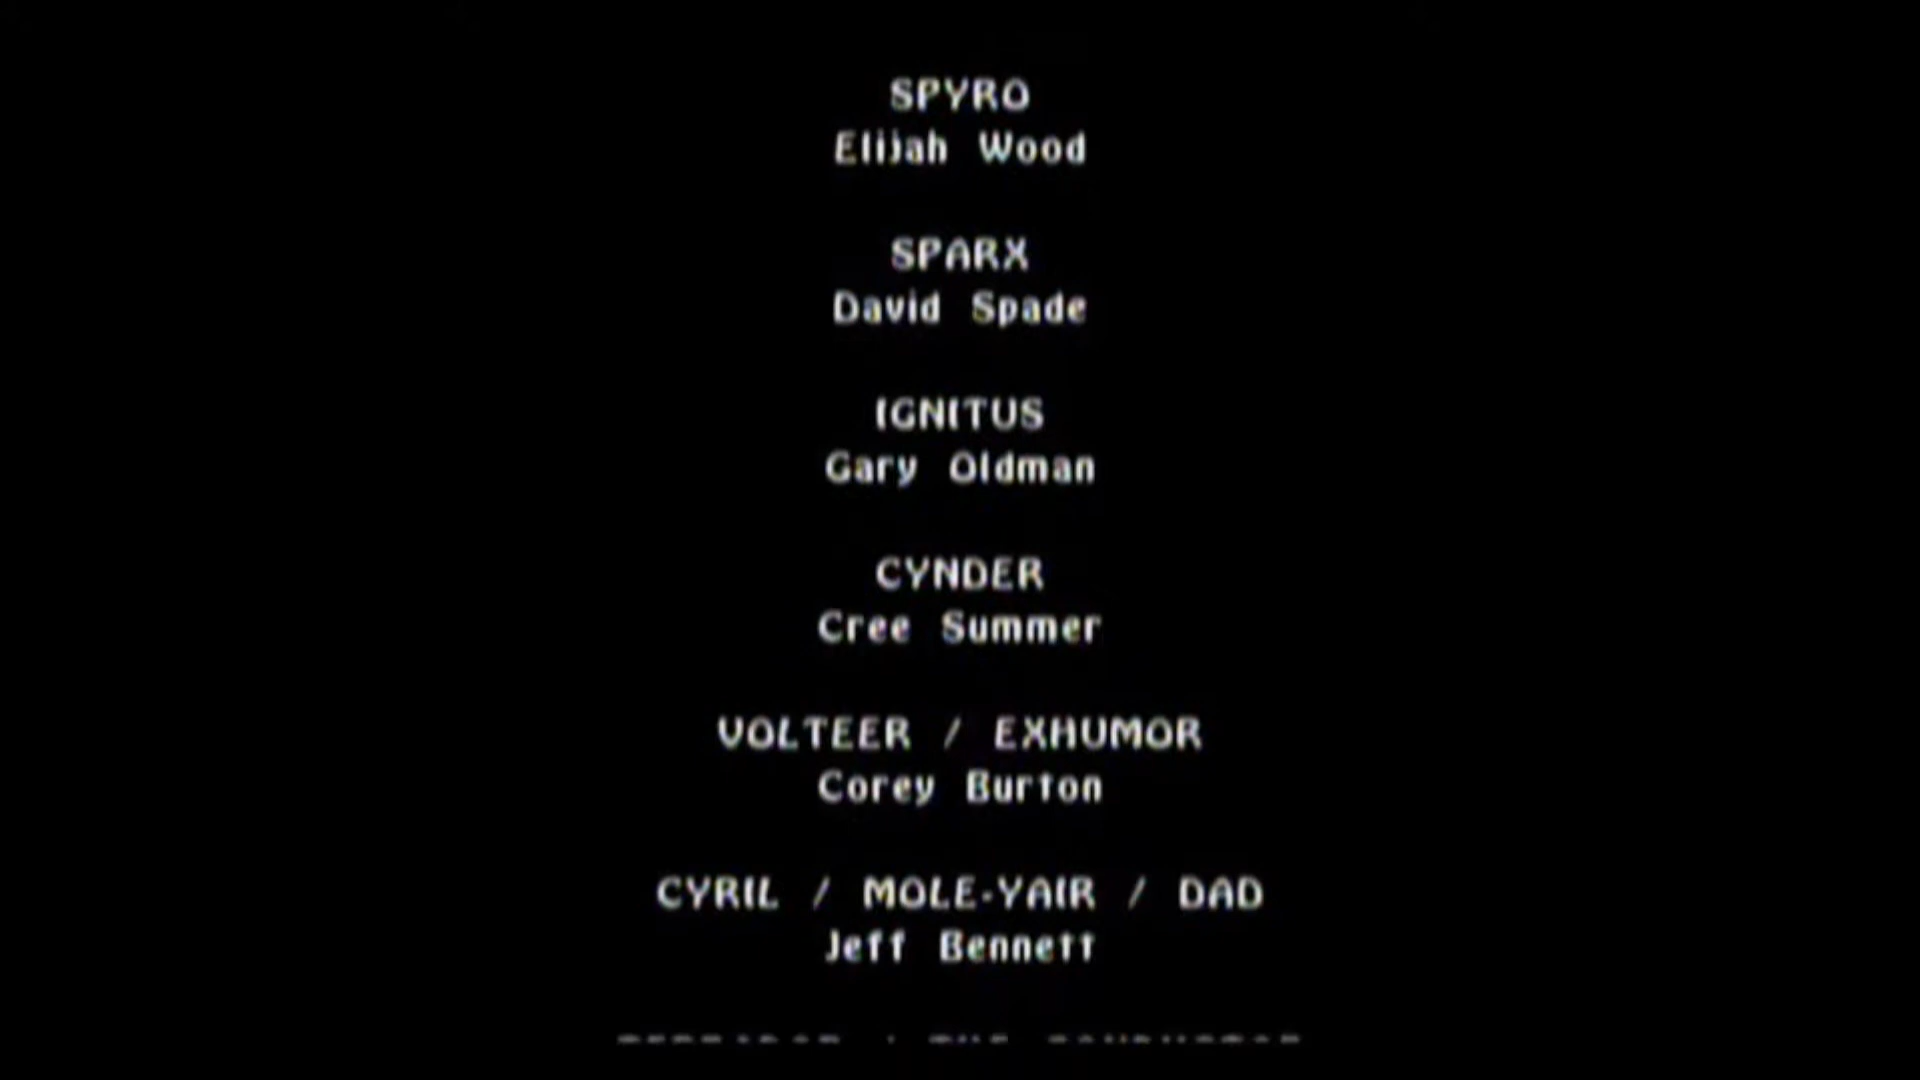 SPYRO
Elijah Wood
SPARX
David Spade
IGNITUS
Gary Oldman
CYNDER
Cree Summer
VOLTEER / EXHUMOR
Corey Burton
CYRIL / MOLE-YAIR / DAD
Jeff Bennett